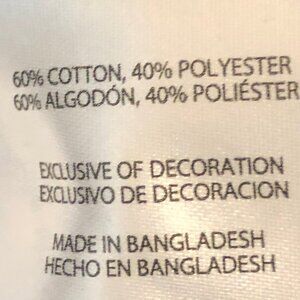 60% COTTON, 40% POLYESTER
60% ALGODÓN, 40% POLIÉSTER
EXCLUSIVE OF DECORATION
EXCLUSIVO DE DECORACION
MADE IN BANGLADESH
HECHO EN BANGLADESH